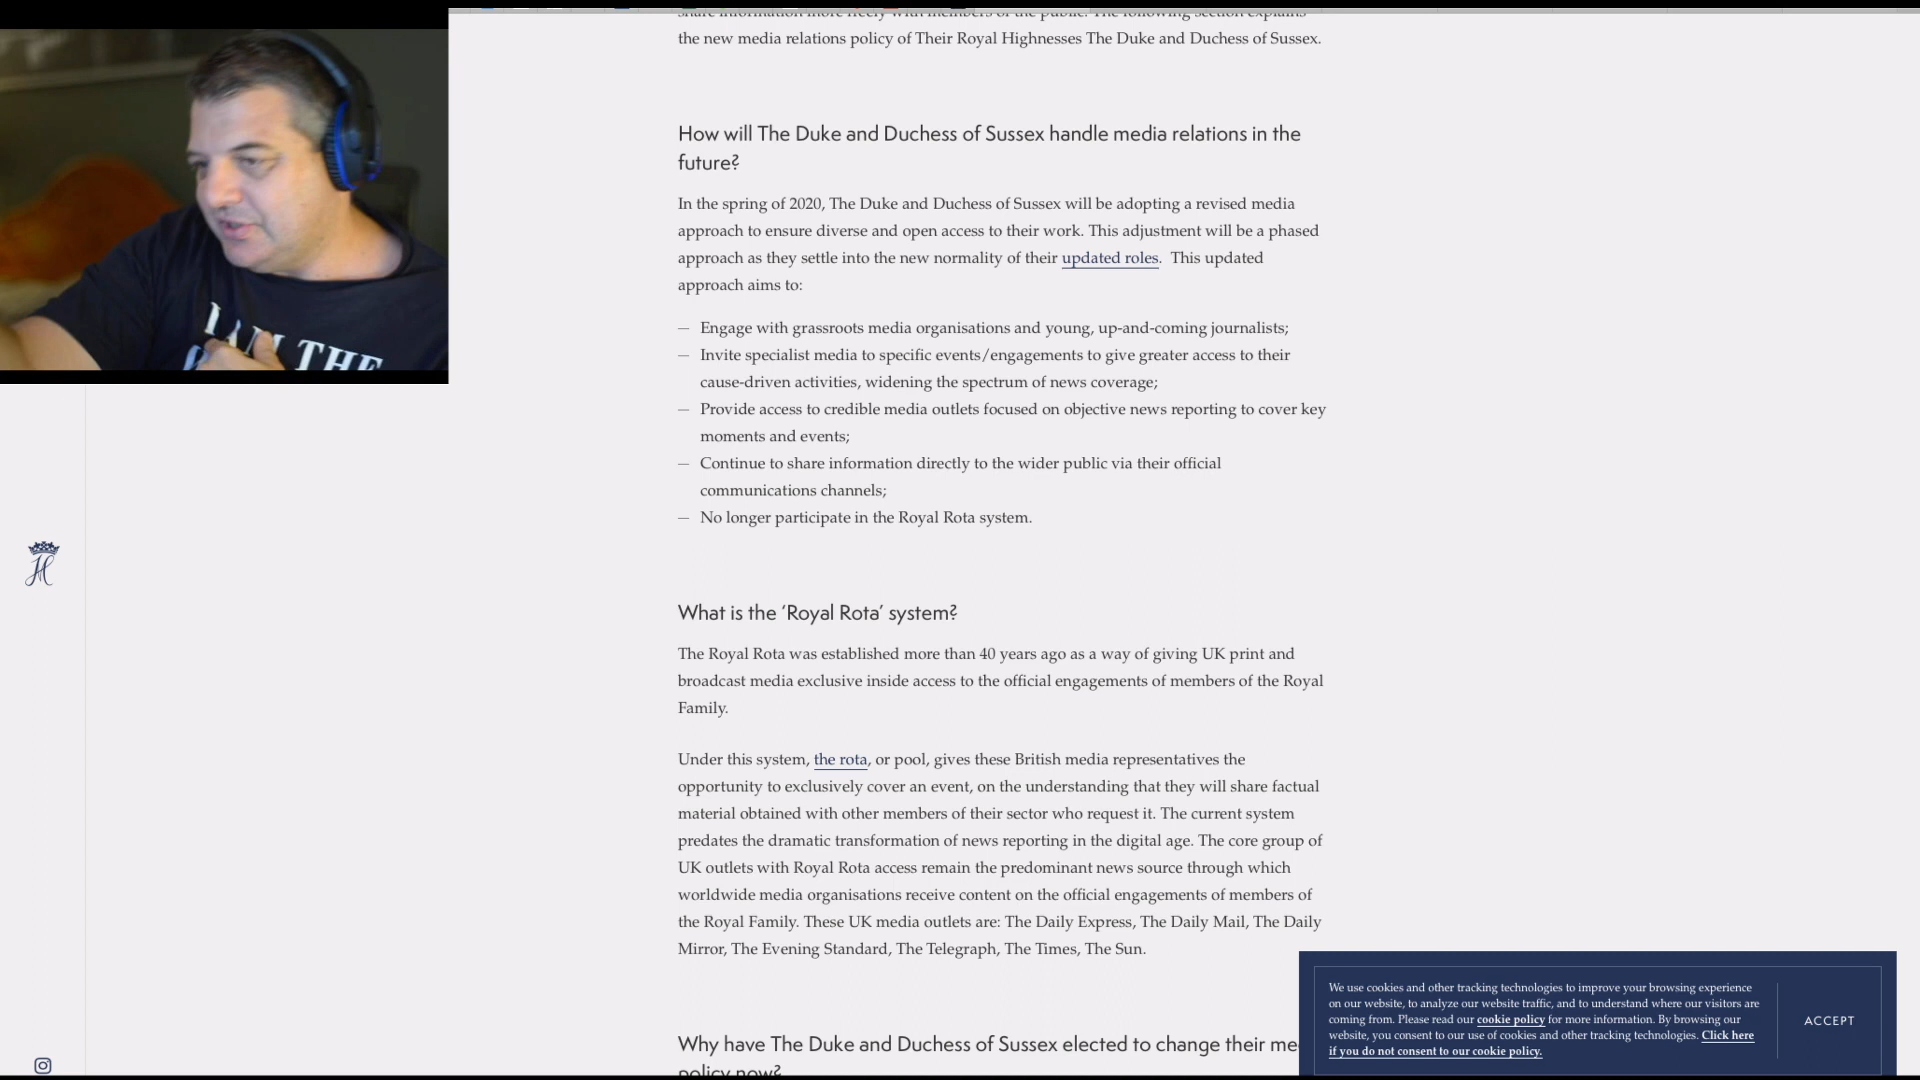 I AM THE
share information more freely with members of the public. The following section explains
the new media relations policy of Their Royal Highnesses The Duke and Duchess of Sussex.
How will The Duke and Duchess of Sussex handle media relations in the
future?
In the spring of 2020, The Duke and Duchess of Sussex will be adopting a revised media
approach to ensure diverse and open access to their work. This adjustment will be a phased
approach as they settle into the new normality of their updated roles.  This updated
approach aims to:
— Engage with grassroots media organisations and young, up-and-coming journalists;
— Invite specialist media to specific events/engagements to give greater access to their
cause-driven activities, widening the spectrum of news coverage;
— Provide access to credible media outlets focused on objective news reporting to cover key
moments and events;
— Continue to share information directly to the wider public via their official
communications channels;
— No longer participate in the Royal Rota system.
What is the ‘Royal Rota’ system?
The Royal Rota was established more than 40 years ago as a way of giving UK print and
broadcast media exclusive inside access to the official engagements of members of the Royal
Family.
Under this system, the rota, or pool, gives these British media representatives the
opportunity to exclusively cover an event, on the understanding that they will share factual
material obtained with other members of their sector who request it. The current system
predates the dramatic transformation of news reporting in the digital age. The core group of
UK outlets with Royal Rota access remain the predominant news source through which
worldwide media organisations receive content on the official engagements of members of
the Royal Family. These UK media outlets are: The Daily Express, The Daily Mail, The Daily
Mirror, The Evening Standard, The Telegraph, The Times, The Sun.
Why have The Duke and Duchess of Sussex elected to change their me
policy now?
We use cookies and other tracking technologies to improve your browsing experience
on our website, to analyze our website traffic, and to understand where our visitors are
coming from. Please read our cookie policy for more information. By browsing our
website, you consent to our use of cookies and other tracking technologies. Click here
if you do not consent to our cookie policy.
ACCEPT